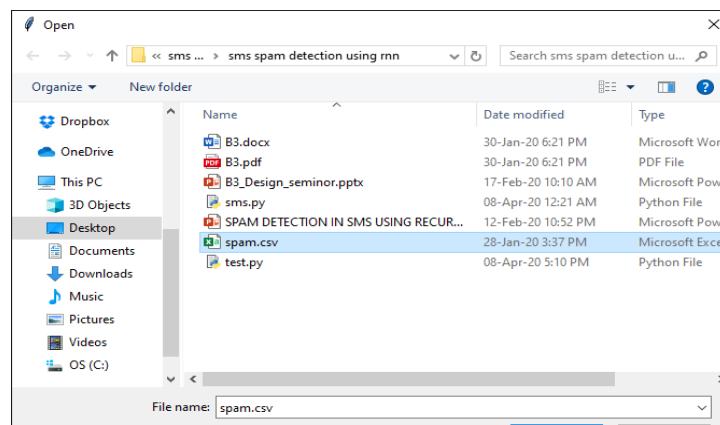 Open
« sms ... › sms spam detection using rnn
Search sms spam detection u...
Organize
New folder
Name
Date modified
Type
Dropbox
OneDrive
This PC
3D Objects
Desktop
Documents
Downloads
Music
Pictures
Videos
OS (C:)
B3.docx 30-Jan-20 6:21 PM Microsoft Wor
B3.pdf 30-Jan-20 6:21 PM PDF File
B3_Design_seminor.pptx 17-Feb-20 10:10 AM Microsoft Pow
sms.py 08-Apr-20 12:21 AM Python File
SPAM DETECTION IN SMS USING RECUR... 12-Feb-20 10:52 PM Microsoft Pow
spam.csv 28-Jan-20 3:37 PM Microsoft Exce
test.py 08-Apr-20 5:10 PM Python File
File name: spam.csv